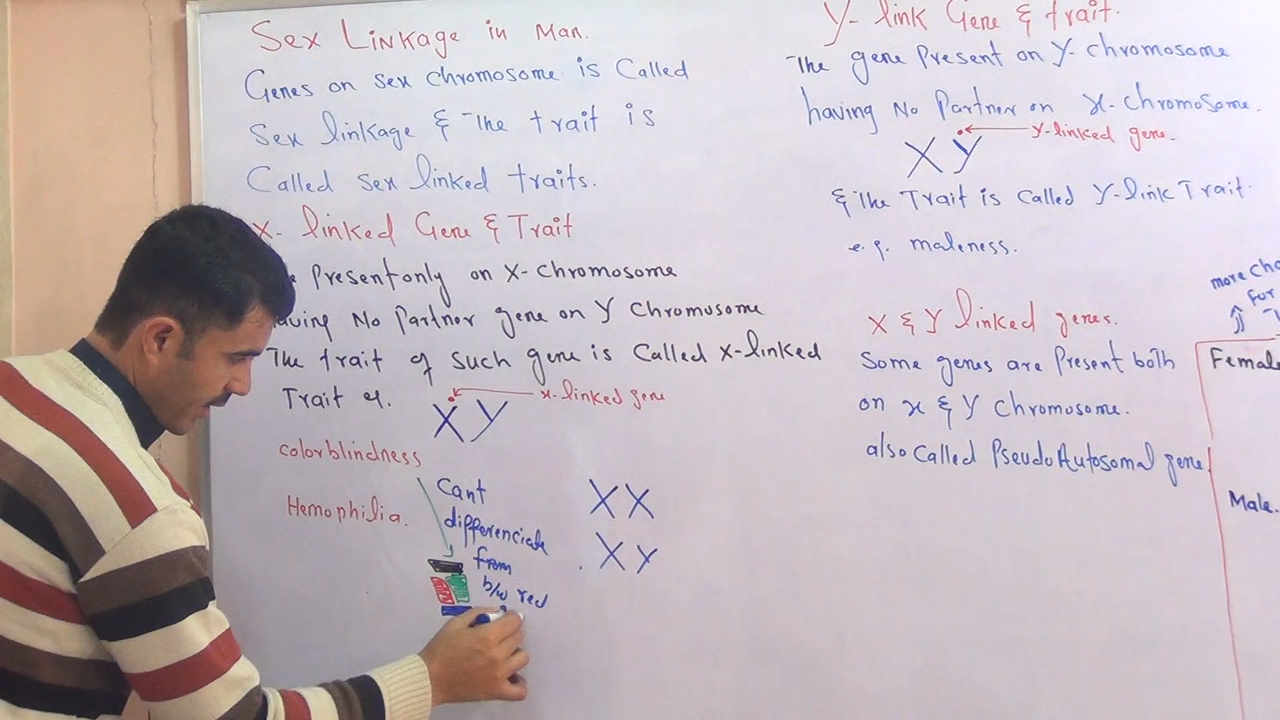 Sex Linkage in Man.
Genes on sex chromosome is Called
Sex linkage & The trait is
Called sex linked traits.
X- linked Gene & Trait
Present only on X- Chromosome
having No Partner gene on Y Chromosome
The trait of such gene is Called X-linked
Trait
x-linked gene
X Y
colorblindness
Hemophilia.
Cant
differenciate
from
b/w red
X X
X Y
Y- link Gene & trait.
The gene Present on Y- Chromosome
having No Partner on X-chromosome.
Y-linked gene.
X Y
& The Trait is Called Y-link Trait.
e.g. maleness.
X & Y linked genes.
Some genes are Present both
on x & Y Chromosome.
also Called Pseudo Autosomal gene
more
For
Female
Male.